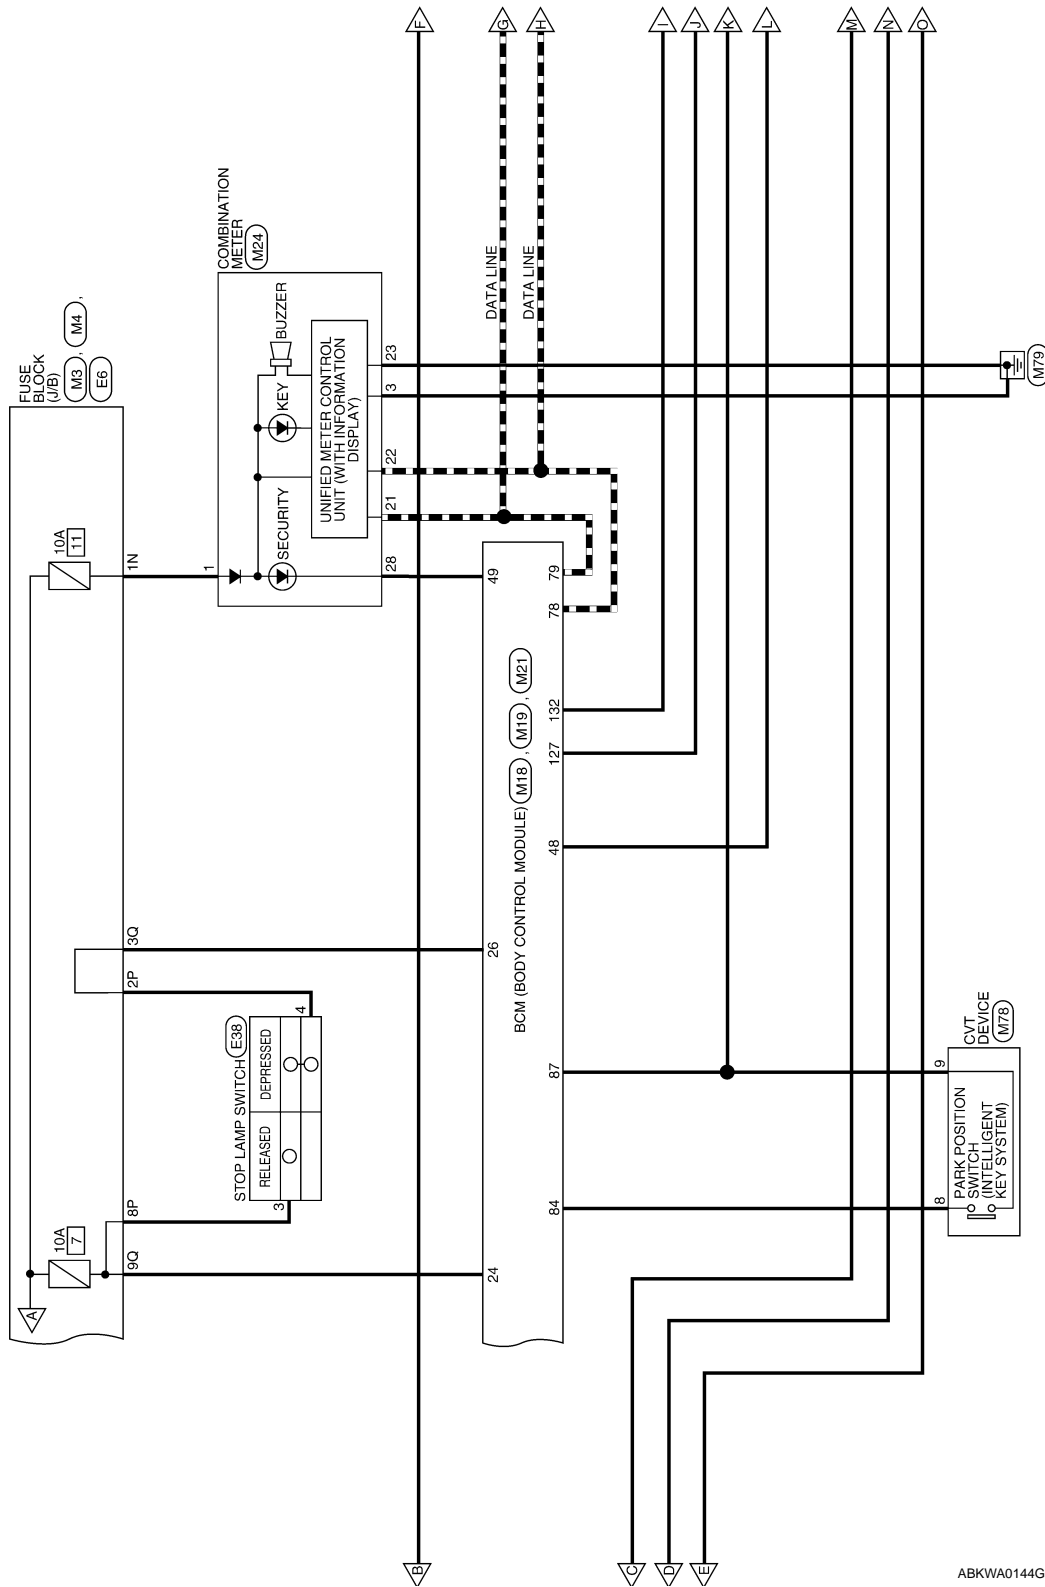 FUSE
BLOCK
(J/B)
M3 , M4 ,
E6
A
10A
7
9Q
8P
2P
3Q
10A
11
1N
COMBINATION
METER
M24
1
SECURITY
KEY
BUZZER
UNIFIED METER CONTROL
UNIT (WITH INFORMATION
DISPLAY)
28
21
22
3
23
STOP LAMP SWITCH
E38
RELEASED
DEPRESSED
3
4
B
F
DATA LINE
G
DATA LINE
H
24
26
49
BCM (BODY CONTROL MODULE) M18 , M19 , M21
84
87
48
127
132
78
79
I
J
K
L
C
D
E
M
N
O
8
9
PARK POSITION
SWITCH
(INTELLIGENT
KEY SYSTEM)
CVT
DEVICE
M78
M79
ABKWA0144G